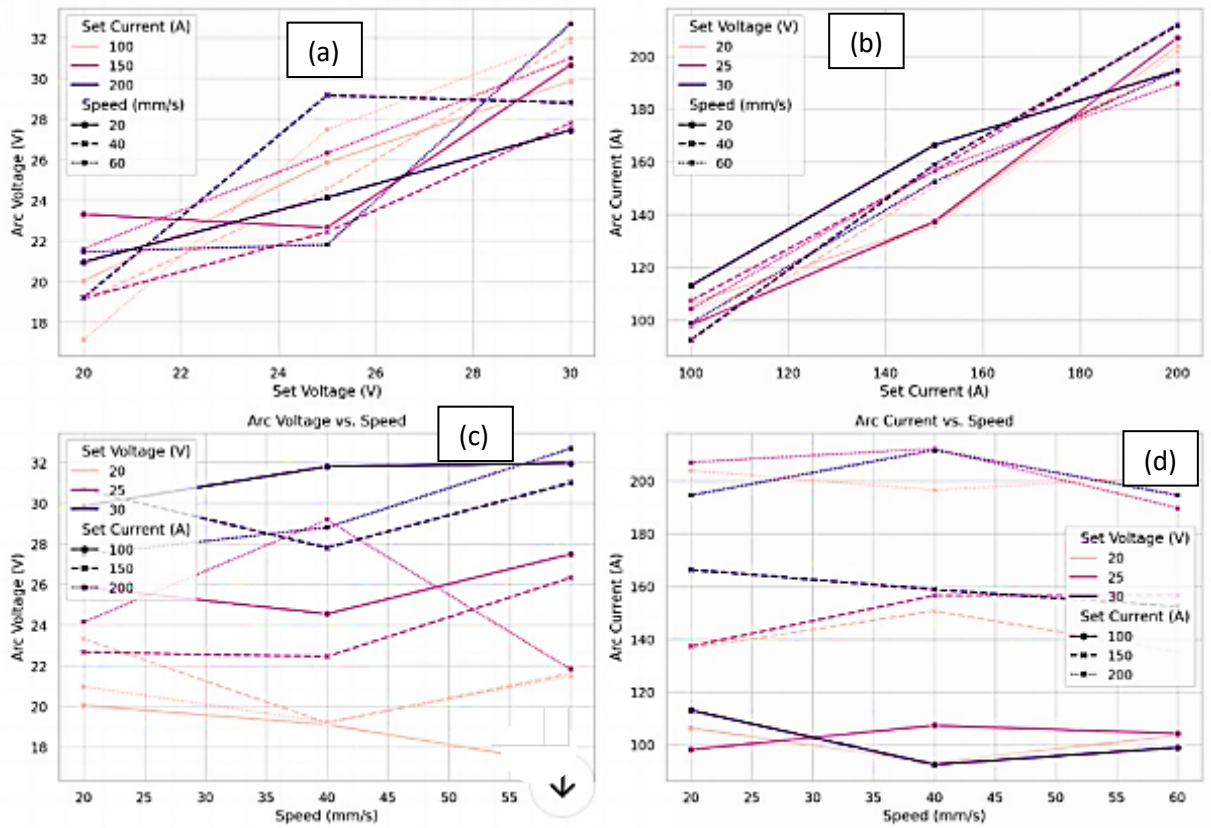 (a)
Set Current (A)
100
150
200
Speed (mm/s)
20
40
60
Arc Voltage (V)
32
30
28
26
24
22
20
18
20 22 24 26 28 30
Set Voltage (V)
(b)
Set Voltage (V)
20
25
30
Speed (mm/s)
20
40
60
Arc Current (A)
200
180
160
140
120
100
100 120 140 160 180 200
Set Current (A)
Arc Voltage vs. Speed
(c)
Set Voltage (V)
20
25
30
Set Current (A)
100
150
200
Arc Voltage (V)
32
30
28
26
24
22
20
18
20 25 30 35 40 45 50 55
Speed (mm/s)
Arc Current vs. Speed
(d)
Set Voltage (V)
20
25
30
Set Current (A)
100
150
200
Arc Current (A)
200
180
160
140
120
100
20 25 30 35 40 45 50 55 60
Speed (mm/s)